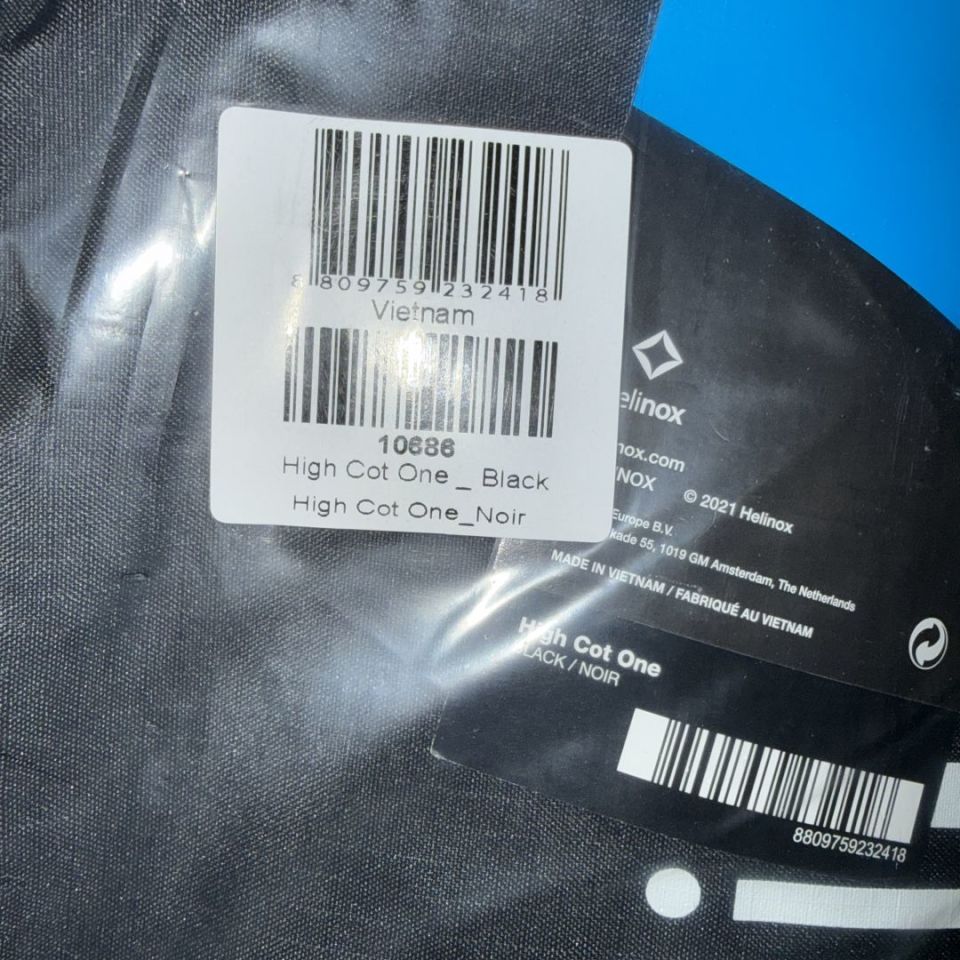 8 809759 232418
Vietnam
10686
High Cot One _ Black
High Cot One_Noir
elinox
nox.com
NOX
© 2021 Helinox
Europe B.V.
kade 55, 1019 GM Amsterdam, The Netherlands
MADE IN VIETNAM / FABRIQUÉ AU VIETNAM
High Cot One
BLACK / NOIR
8809759232418